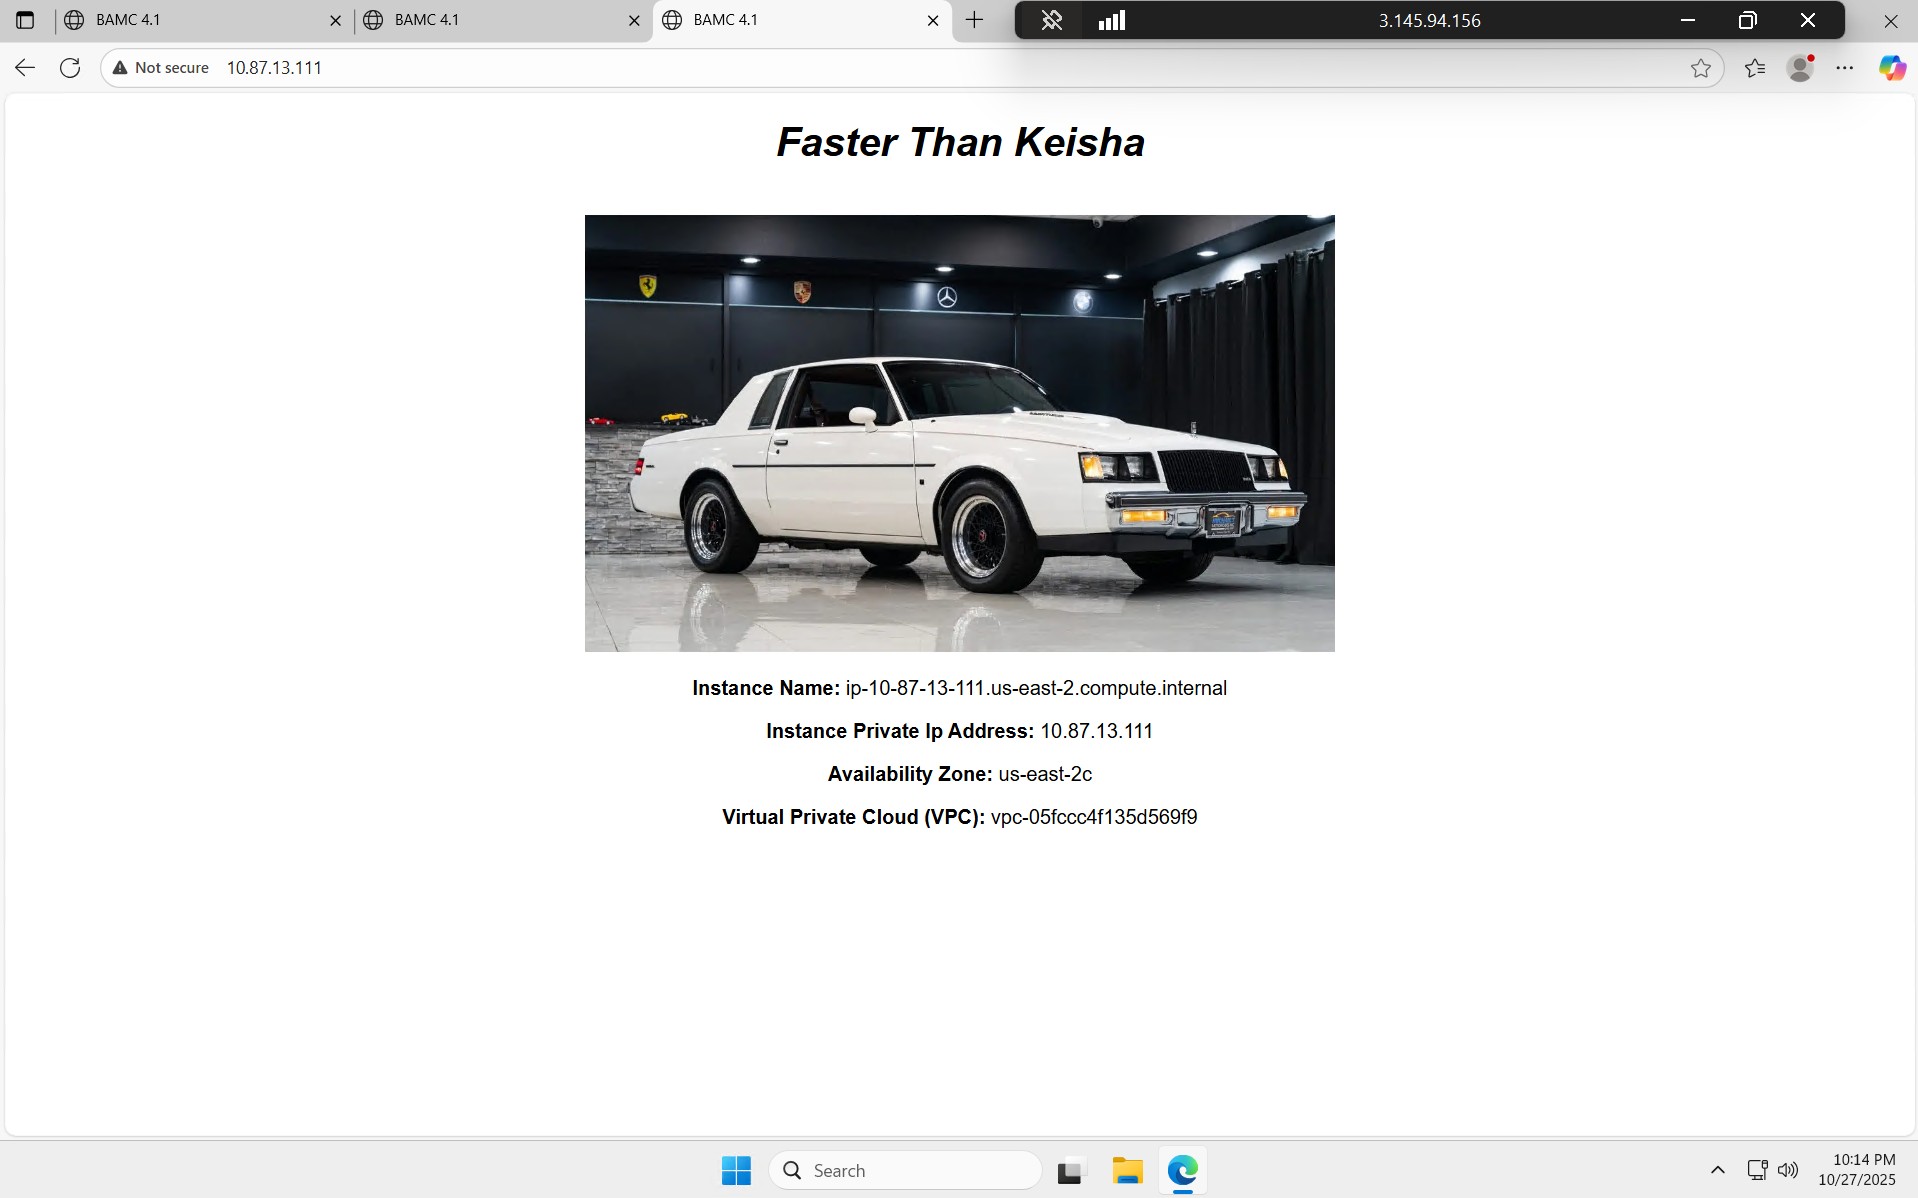 BAMC 4.1
BAMC 4.1
BAMC 4.1
3.145.94.156
Not secure
10.87.13.111
Faster Than Keisha
Instance Name: ip-10-87-13-111.us-east-2.compute.internal
Instance Private Ip Address: 10.87.13.111
Availability Zone: us-east-2c
Virtual Private Cloud (VPC): vpc-05fccc4f135d569f9
Search
10:14 PM
10/27/2025